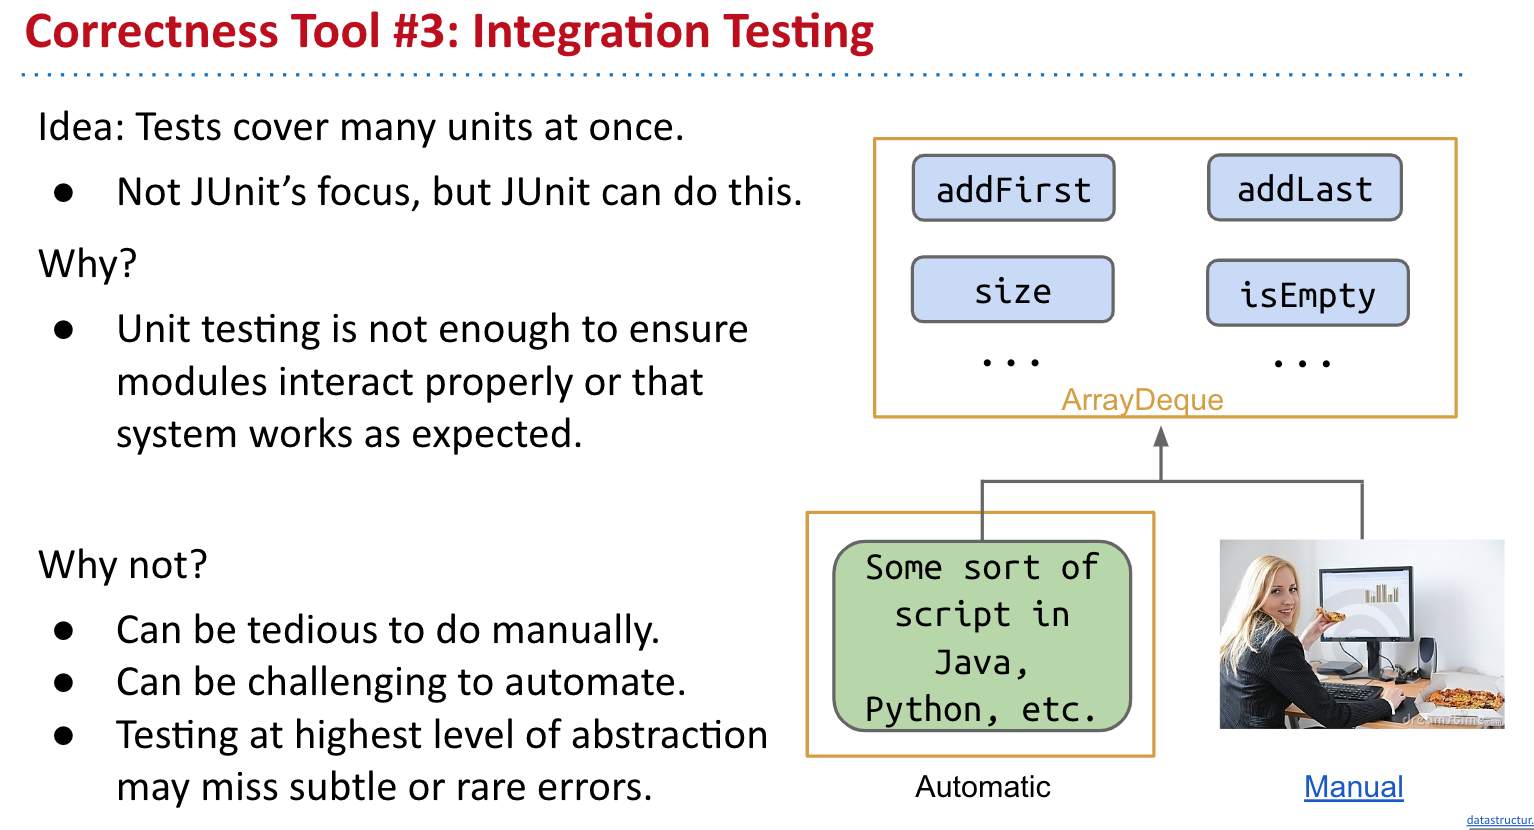 Correctness Tool #3: Integration Testing
Idea: Tests cover many units at once.
● Not JUnit’s focus, but JUnit can do this.
Why?
● Unit testing is not enough to ensure
modules interact properly or that
system works as expected.
Why not?
● Can be tedious to do manually.
● Can be challenging to automate.
● Testing at highest level of abstraction
may miss subtle or rare errors.
addFirst
addLast
size
isEmpty
...
...
ArrayDeque
Some sort of
script in
Java,
Python, etc.
dreamstime.com
Automatic
Manual
datastructur.